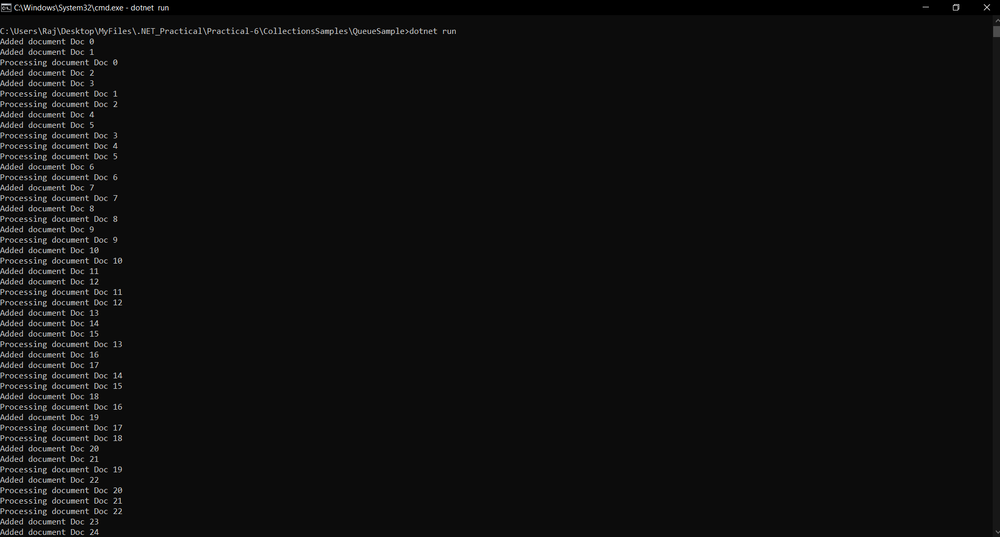 C:\Windows\System32\cmd.exe - dotnet  run
C:\Users\Raj\Desktop\MyFiles\.NET_Practical\Practical-6\CollectionsSamples\QueueSample>dotnet run
Added document Doc 0
Added document Doc 1
Processing document Doc 0
Added document Doc 2
Added document Doc 3
Processing document Doc 1
Processing document Doc 2
Added document Doc 4
Added document Doc 5
Processing document Doc 3
Processing document Doc 4
Processing document Doc 5
Added document Doc 6
Processing document Doc 6
Added document Doc 7
Processing document Doc 7
Added document Doc 8
Processing document Doc 8
Added document Doc 9
Processing document Doc 9
Added document Doc 10
Processing document Doc 10
Added document Doc 11
Added document Doc 12
Processing document Doc 11
Processing document Doc 12
Added document Doc 13
Added document Doc 14
Added document Doc 15
Processing document Doc 13
Added document Doc 16
Added document Doc 17
Processing document Doc 14
Processing document Doc 15
Added document Doc 18
Processing document Doc 16
Added document Doc 19
Processing document Doc 17
Processing document Doc 18
Added document Doc 20
Added document Doc 21
Processing document Doc 19
Added document Doc 22
Processing document Doc 20
Processing document Doc 21
Processing document Doc 22
Added document Doc 23
Added document Doc 24